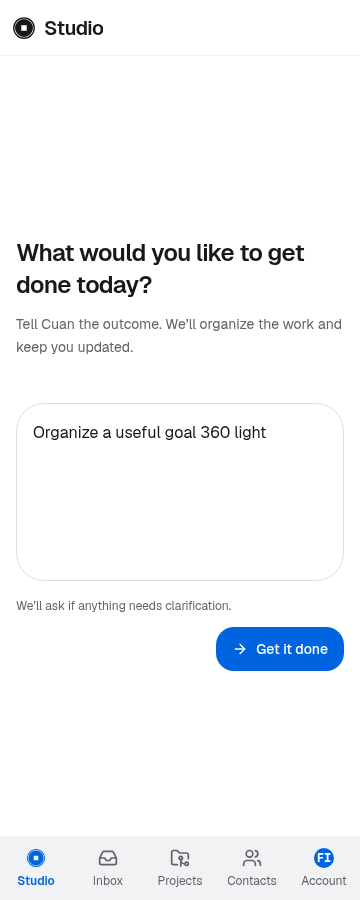 Studio
What would you like to get
done today?
Tell Cuan the outcome. We'll organize the work and
keep you updated.
Organize a useful goal 360 light
We'll ask if anything needs clarification.
Get it done
Studio
Inbox
Projects
Contacts
FI
Account